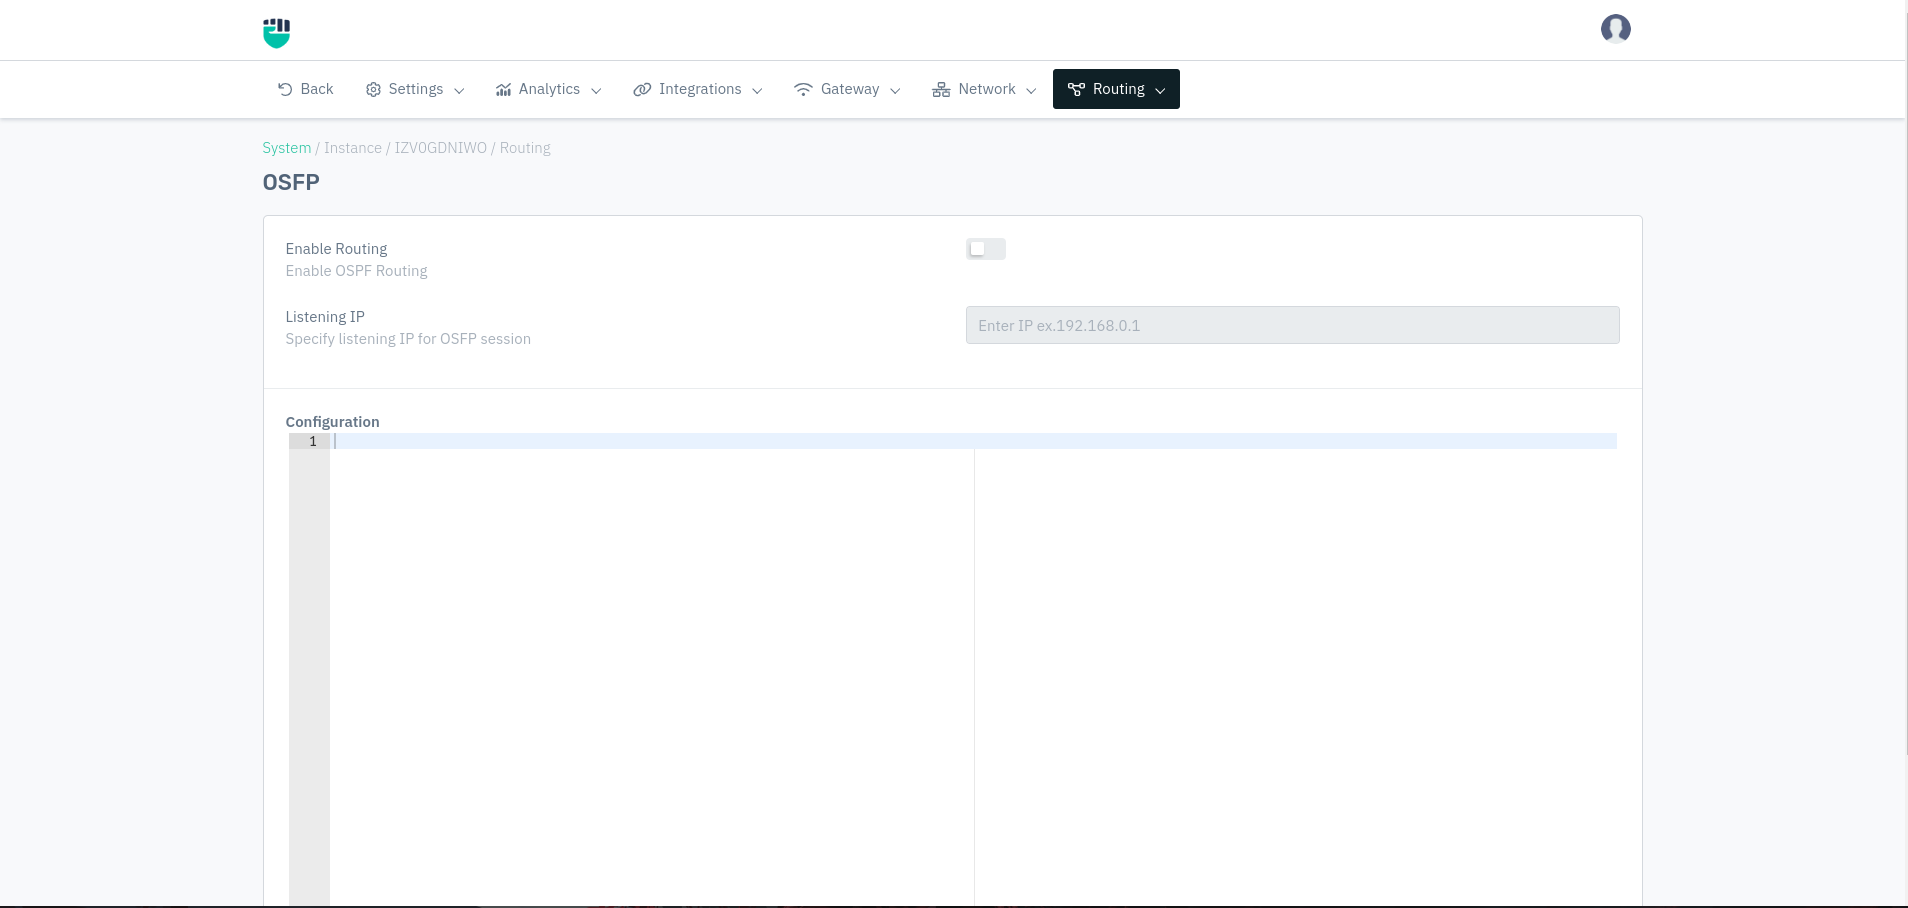 Back Settings Analytics Integrations Gateway Network Routing
System / Instance / IZV0GDNIWO / Routing
OSFP
Enable Routing
Enable OSPF Routing
Listening IP
Specify listening IP for OSFP session
Enter IP ex.192.168.0.1
Configuration
1